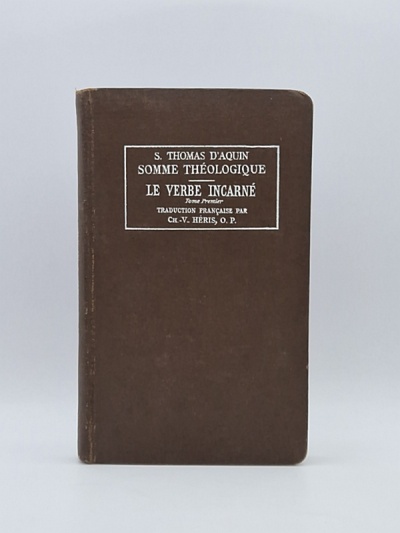 S. THOMAS D'AQUIN
SOMME THÉOLOGIQUE
LE VERBE INCARNÉ
Tome Premier
TRADUCTION FRANÇAISE PAR
CH.-V. HÉRIS, O. P.